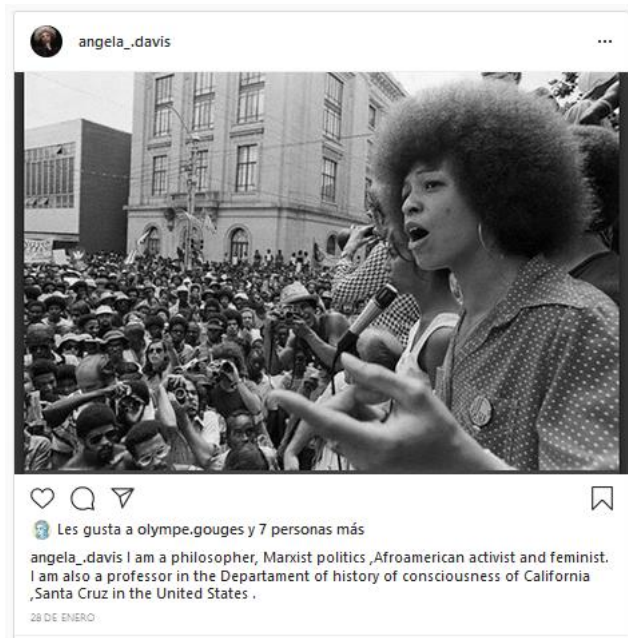 angela_.davis
Les gusta a olympe.gouges y 7 personas más
angela_.davis I am a philosopher, Marxist politics ,Afroamerican activist and feminist.
I am also a professor in the Departament of history of consciousness of California
,Santa Cruz in the United States .
28 DE ENERO